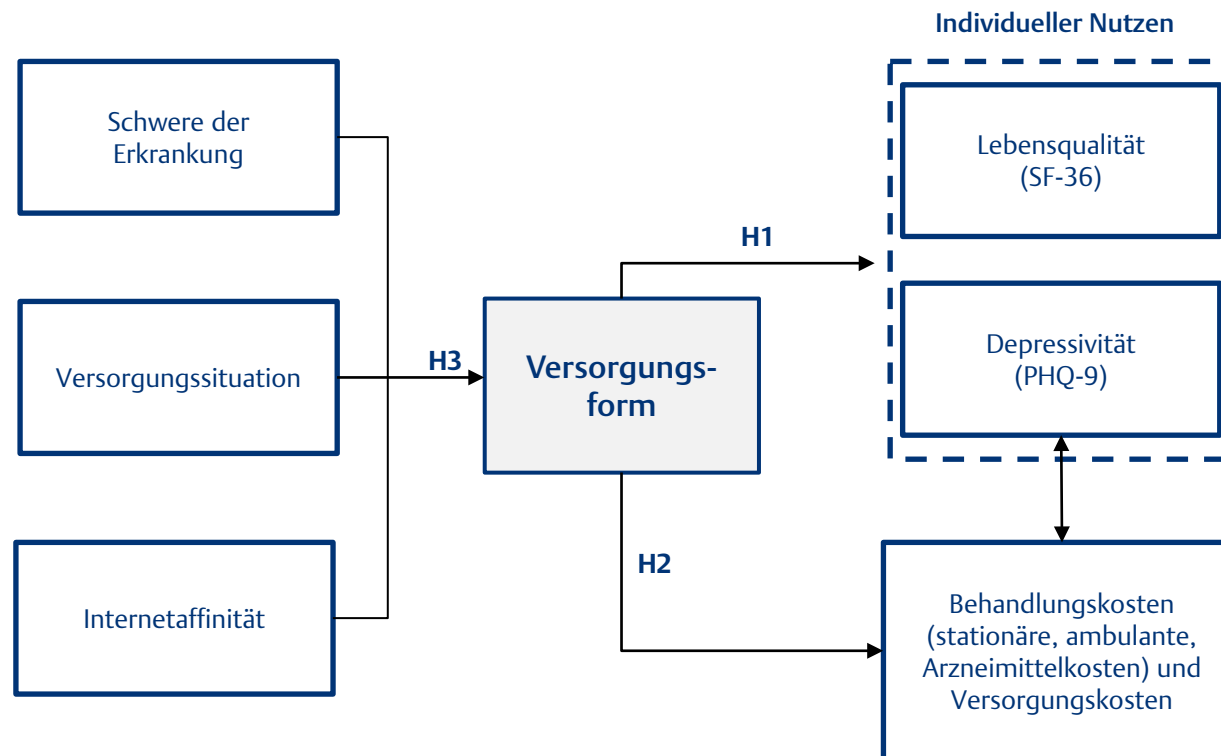 Individueller Nutzen
Schwere der
Erkrankung
Lebensqualität
(SF-36)
H1
Versorgungssituation
H3
Versorgungs-
form
Depressivität
(PHQ-9)
Internetaffinität
H2
Behandlungskosten
(stationäre, ambulante,
Arzneimittelkosten) und
Versorgungskosten